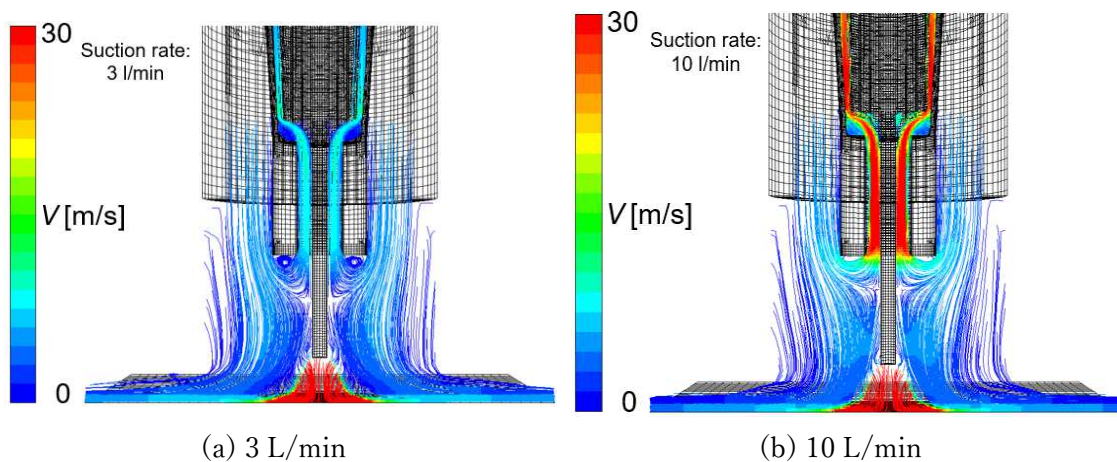 30
Suction rate:
3 l/min
V [m/s]
0
(a) 3 L/min
30
Suction rate:
10 l/min
V [m/s]
0
(b) 10 L/min